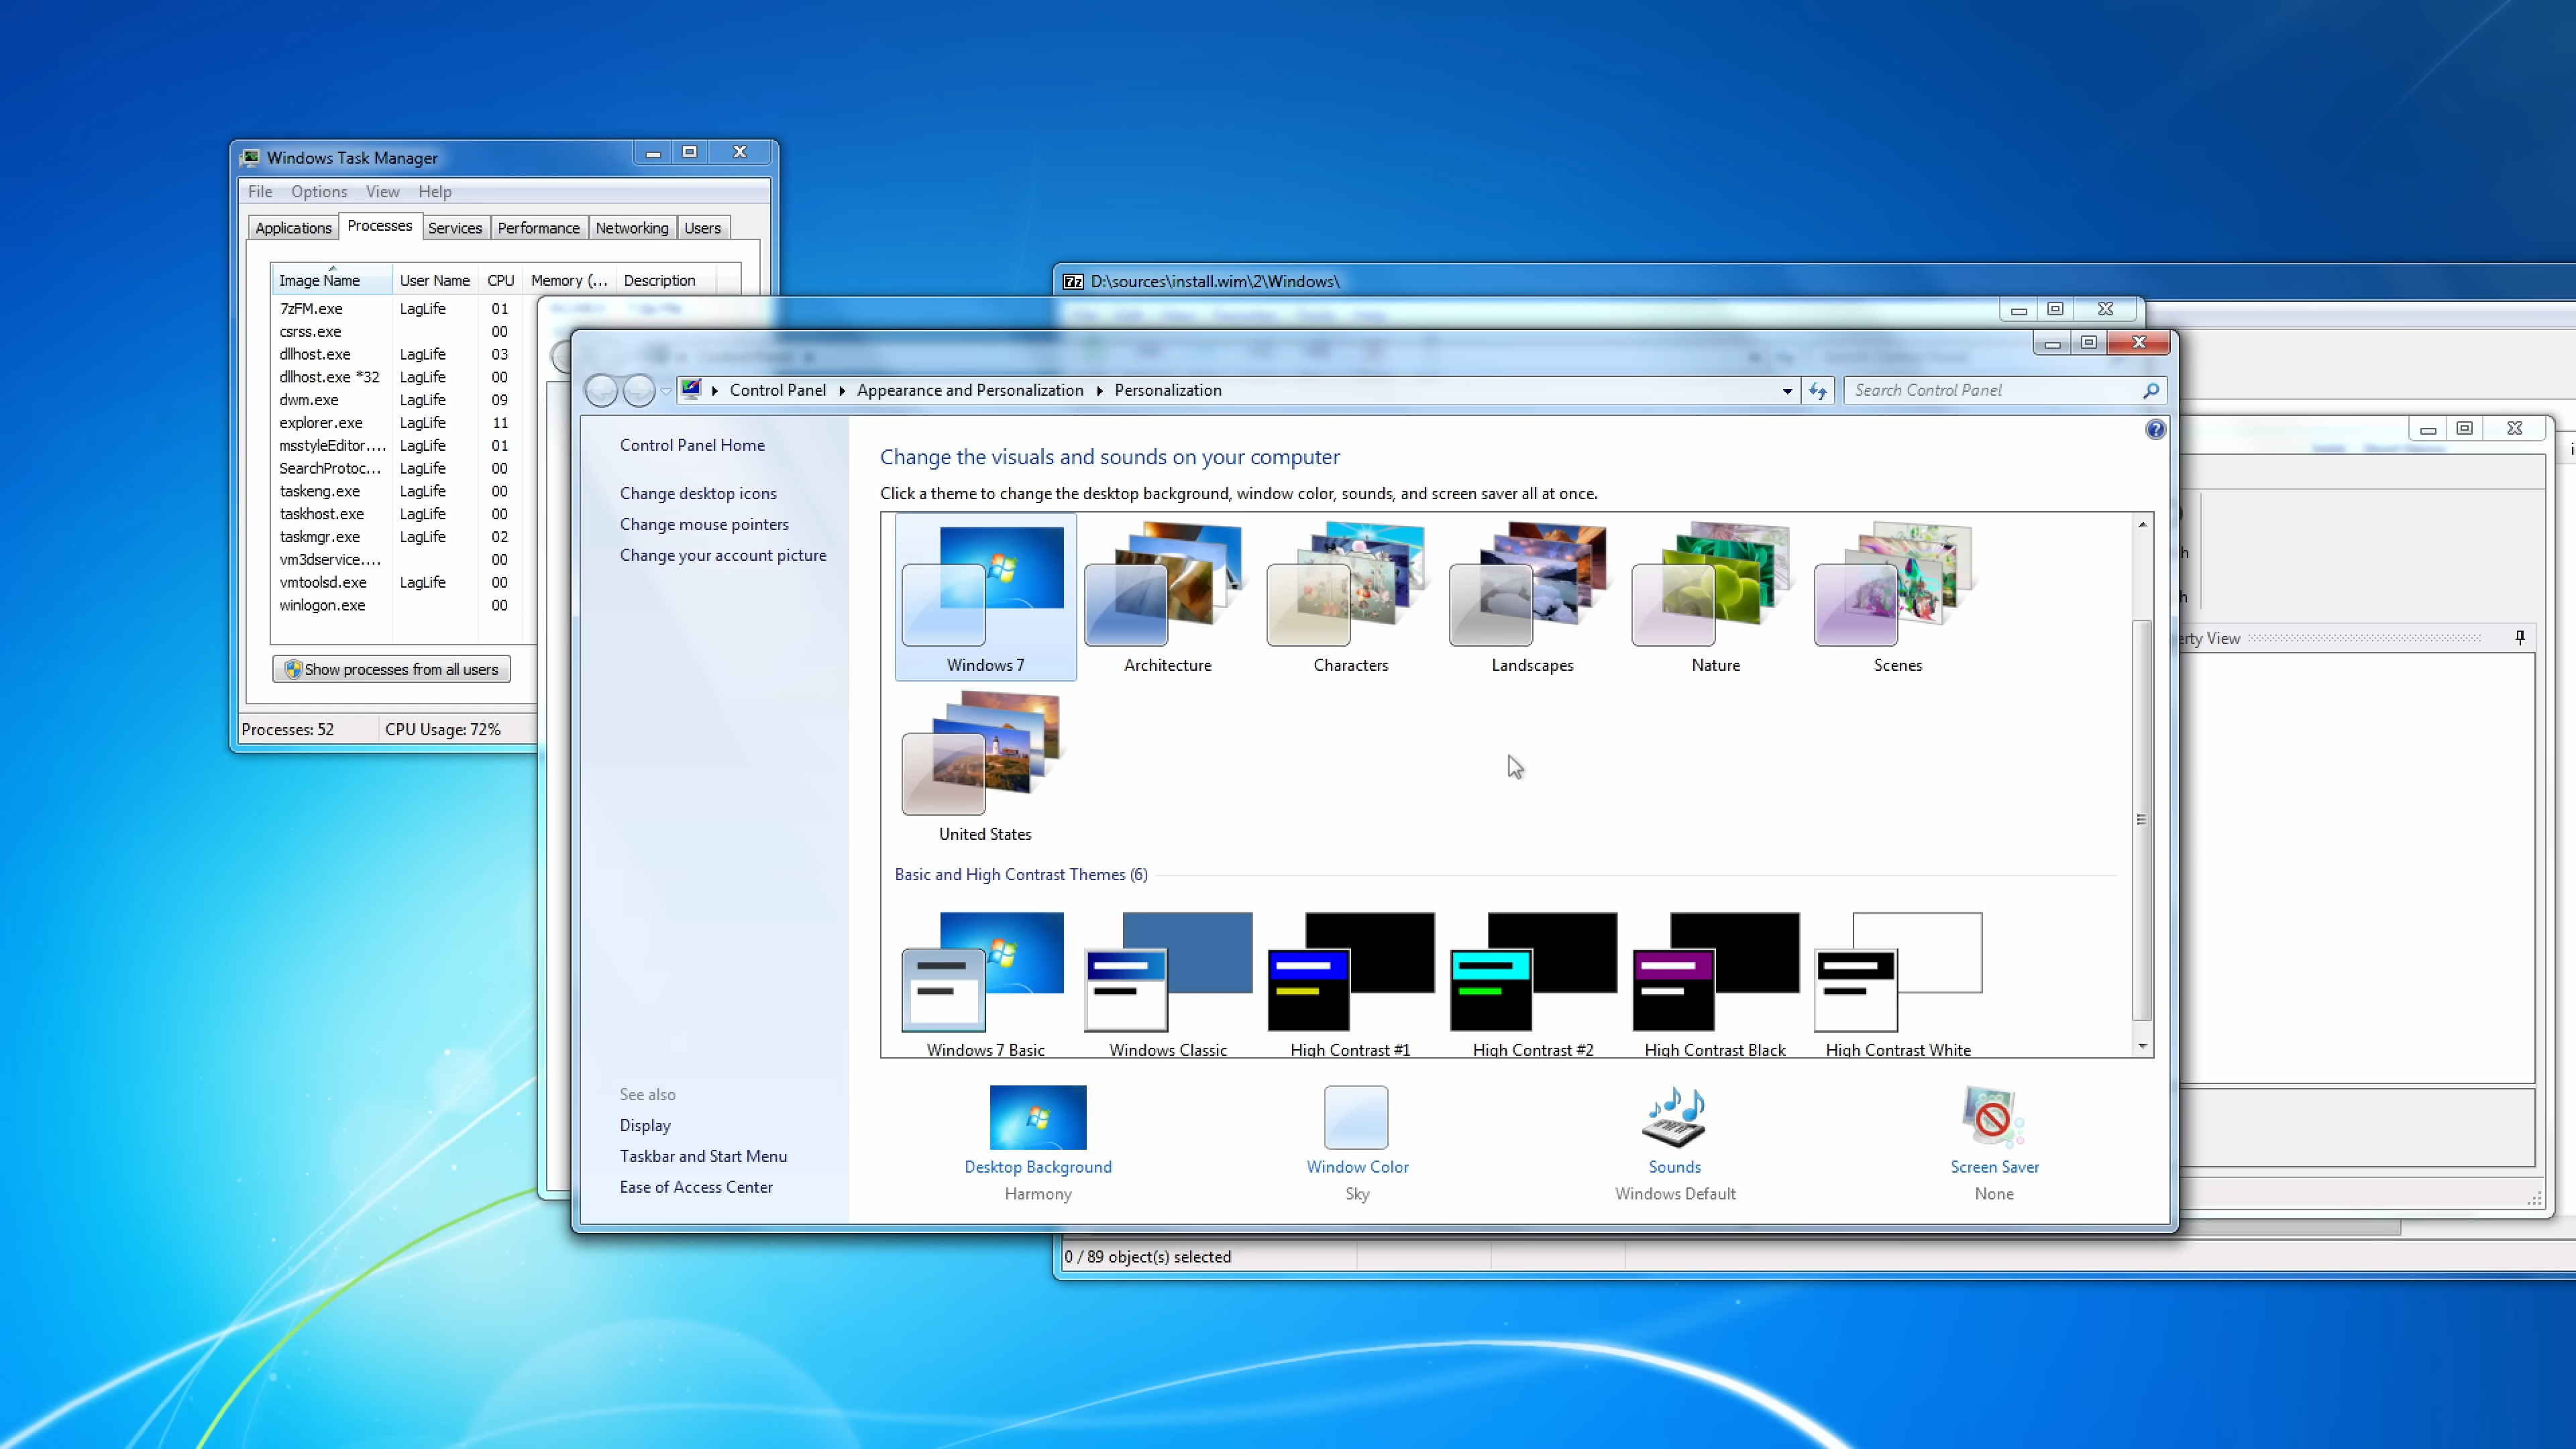 Windows Task Manager
File Options View Help
Applications Processes Services Performance Networking Users
Image Name User Name CPU Memory (... Description
7zFM.exe LagLife 01
csrss.exe 00
dllhost.exe LagLife 03
dllhost.exe *32 LagLife 00
dwm.exe LagLife 09
explorer.exe LagLife 11
msstyleEditor.... LagLife 01
SearchProtoc... LagLife 00
taskeng.exe LagLife 00
taskhost.exe LagLife 00
taskmgr.exe LagLife 02
vm3dservice.... 00
vmtoolsd.exe LagLife 00
winlogon.exe 00
Show processes from all users
Processes: 52 CPU Usage: 72%
D:\sources\install.wim\2\Windows\
Control Panel Appearance and Personalization Personalization
Search Control Panel
Control Panel Home
Change desktop icons
Change mouse pointers
Change your account picture
See also
Display
Taskbar and Start Menu
Ease of Access Center
Change the visuals and sounds on your computer
Click a theme to change the desktop background, window color, sounds, and screen saver all at once.
Windows 7 Architecture Characters Landscapes Nature Scenes
United States
Basic and High Contrast Themes (6)
Windows 7 Basic Windows Classic High Contrast #1 High Contrast #2 High Contrast Black High Contrast White
Desktop Background Window Color Sounds Screen Saver
Harmony Sky Windows Default None
erty View
0 / 89 object(s) selected